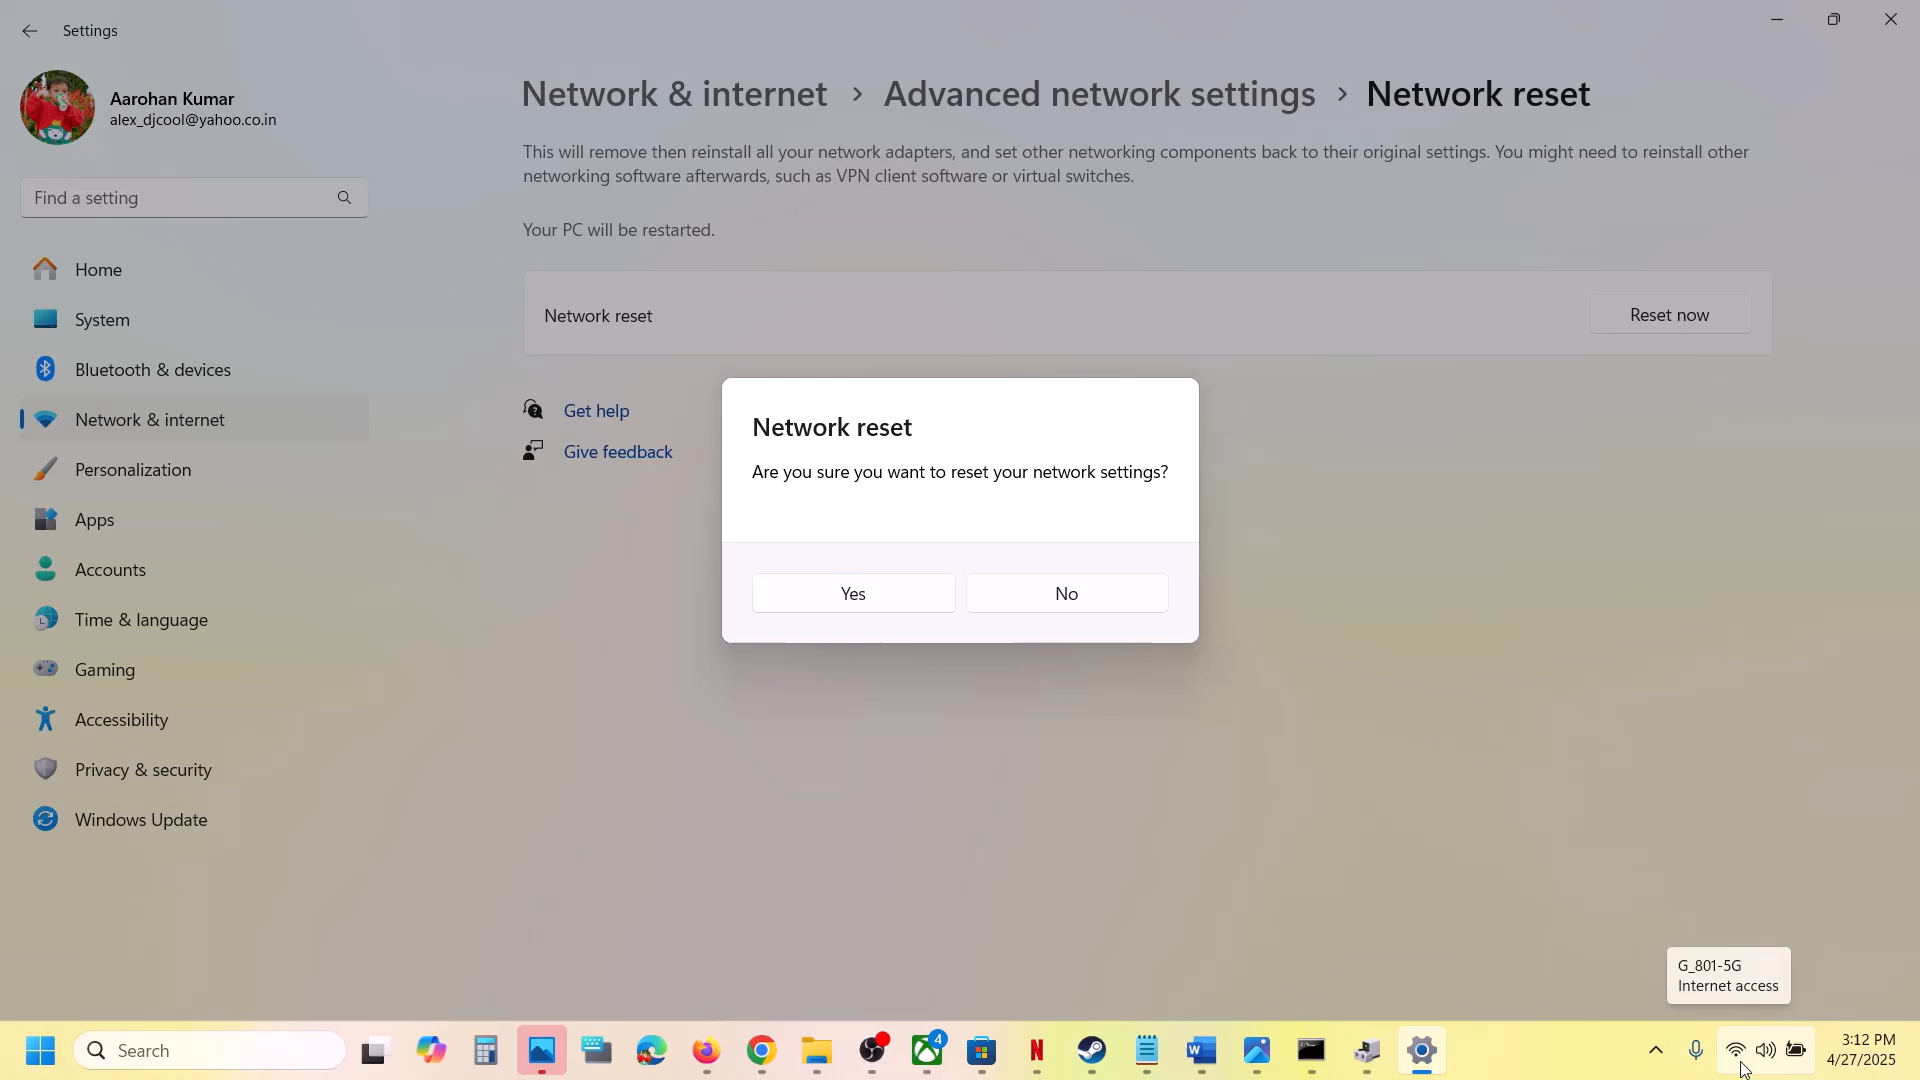 Settings
Aarohan Kumar
alex_djcool@yahoo.co.in
Find a setting
Home
System
Bluetooth & devices
Network & internet
Personalization
Apps
Accounts
Time & language
Gaming
Accessibility
Privacy & security
Windows Update
Network & internet > Advanced network settings > Network reset
This will remove then reinstall all your network adapters, and set other networking components back to their original settings. You might need to reinstall other
networking software afterwards, such as VPN client software or virtual switches.
Your PC will be restarted.
Network reset
Reset now
Get help
Give feedback
Network reset
Are you sure you want to reset your network settings?
Yes
No
G_801-5G
Internet access
Search
4
3:12 PM
4/27/2025